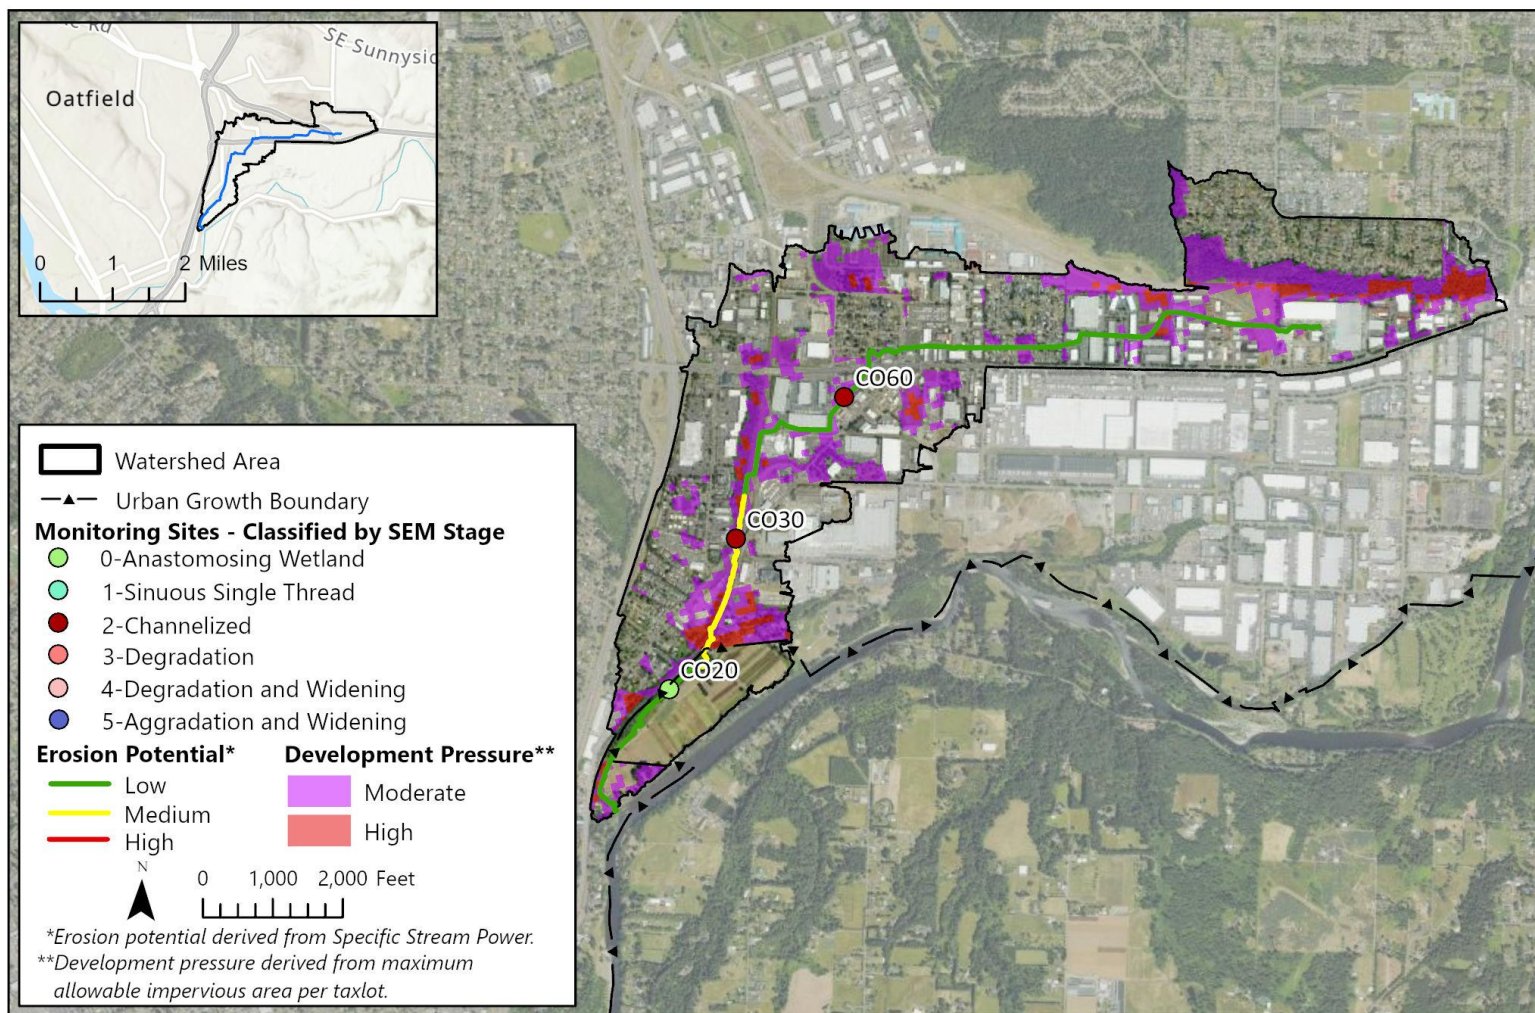 SE Sunnysid
Oatfield
0 1 2 Miles
CO60
CO30
CO20
Watershed Area
Urban Growth Boundary
Monitoring Sites - Classified by SEM Stage
0-Anastomosing Wetland
1-Sinuous Single Thread
2-Channelized
3-Degradation
4-Degradation and Widening
5-Aggradation and Widening
Erosion Potential*
Low
Medium
High
Development Pressure**
Moderate
High
N
0 1,000 2,000 Feet
*Erosion potential derived from Specific Stream Power.
**Development pressure derived from maximum
allowable impervious area per taxlot.